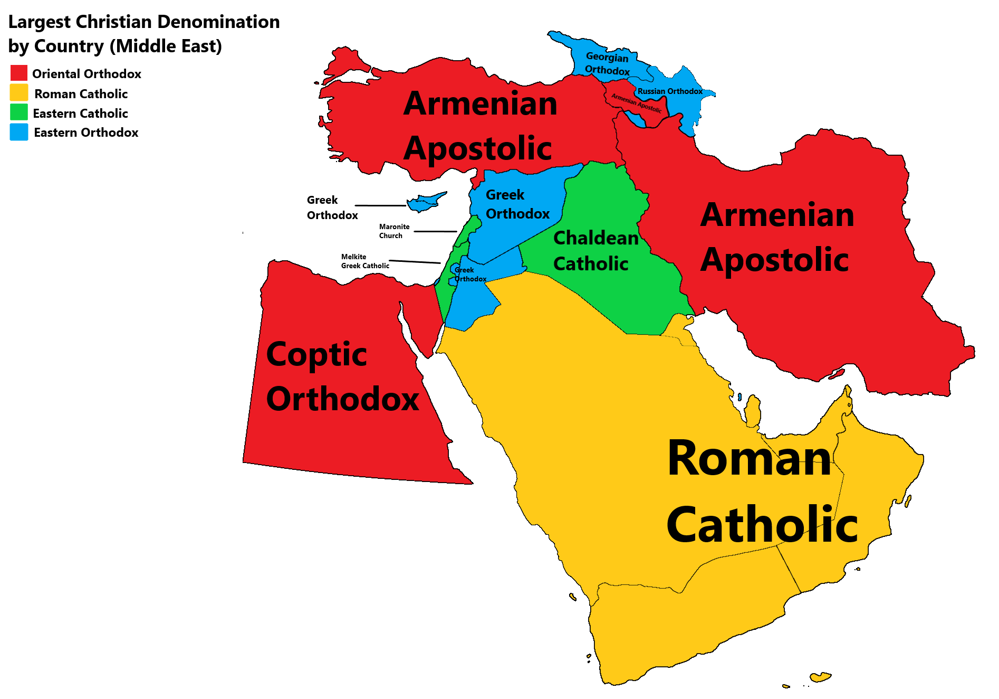 Largest Christian Denomination
by Country (Middle East)
Oriental Orthodox
Roman Catholic
Eastern Catholic
Eastern Orthodox
Georgian
Orthodox
Russian Orthodox
Armenian Apostolic
Armenian
Apostolic
Greek
Orthodox
Greek
Orthodox
Maronite
Church
Melkite
Greek Catholic
Greek
Orthodox
Chaldean
Catholic
Armenian
Apostolic
Coptic
Orthodox
Roman
Catholic